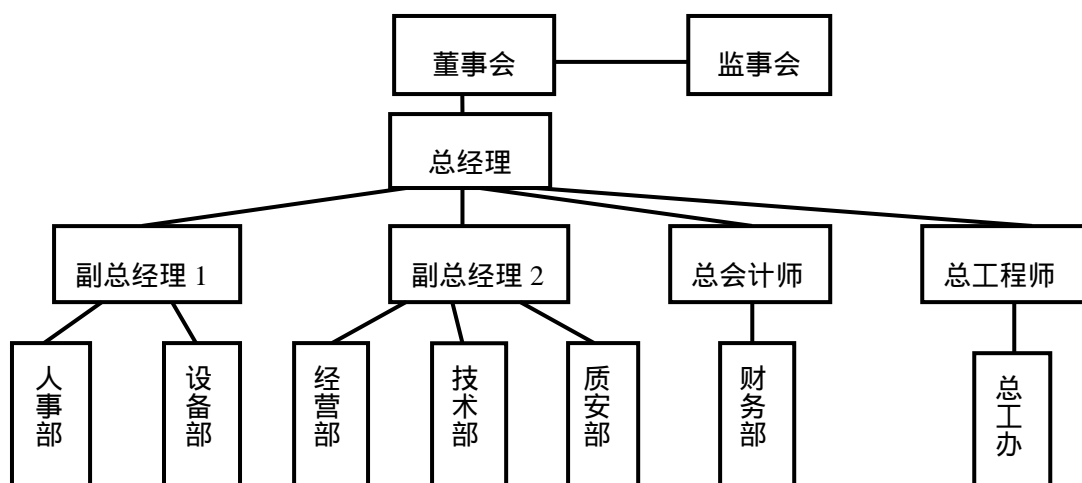 董事会
监事会
总经理
副总经理 1
副总经理 2
总会计师
总工程师
人事部
设备部
经营部
技术部
质安部
财务部
总工办